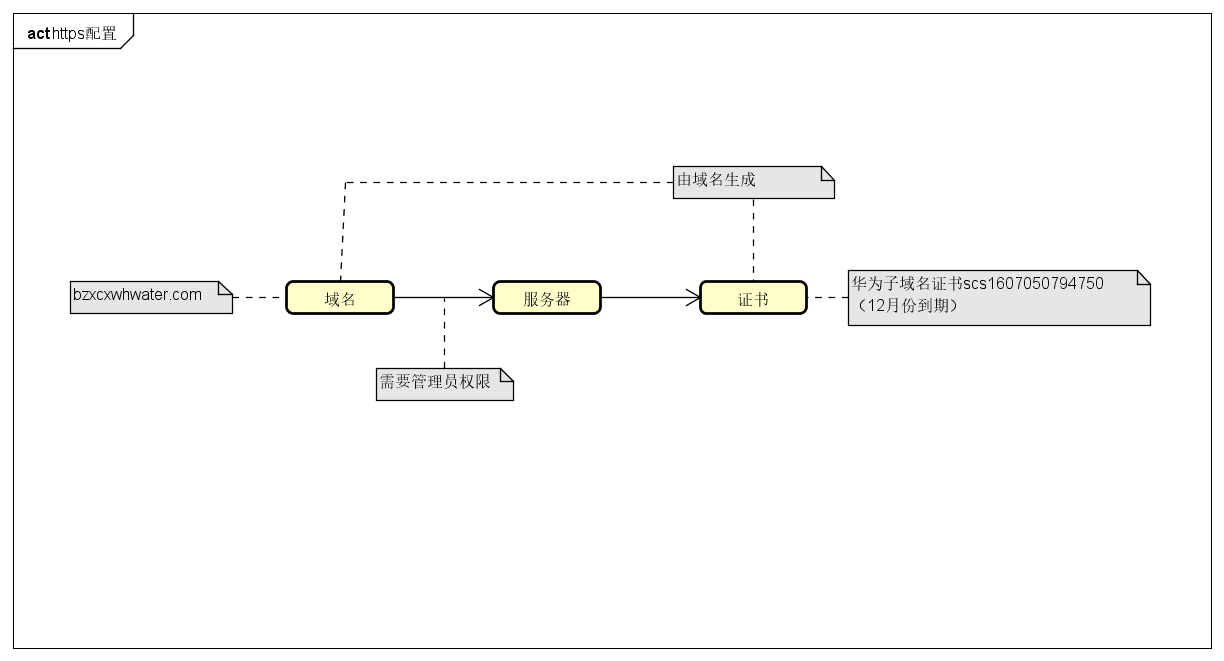 act https配置
由域名生成
bzxcxwhwater.com
域名
服务器
证书
华为子域名证书scs1607050794750
（12月份到期）
需要管理员权限